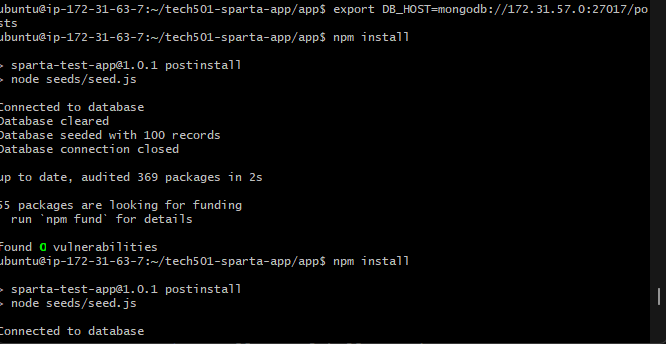 ubuntu@ip-172-31-63-7:~/tech501-sparta-app/app$ export DB_HOST=mongodb://172.31.57.0:27017/po
sts
ubuntu@ip-172-31-63-7:~/tech501-sparta-app/app$ npm install
> sparta-test-app@1.0.1 postinstall
> node seeds/seed.js
Connected to database
Database cleared
Database seeded with 100 records
Database connection closed
up to date, audited 369 packages in 2s
55 packages are looking for funding
  run `npm fund` for details
found 0 vulnerabilities
ubuntu@ip-172-31-63-7:~/tech501-sparta-app/app$ npm install
> sparta-test-app@1.0.1 postinstall
> node seeds/seed.js
Connected to database